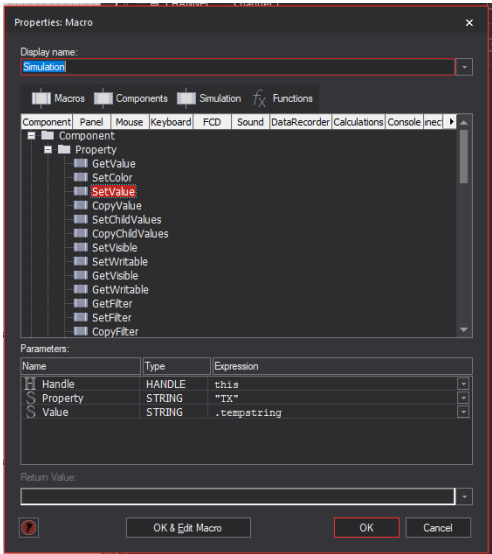 CHANNEL
Properties: Macro
Display name:
Simulation
Macros Components Simulation fx Functions
Component Panel Mouse Keyboard FCD Sound DataRecorder Calculations Console
Component
Property
GetValue
SetColor
SetValue
CopyValue
SetChildValues
CopyChildValues
SetVisible
SetWritable
GetVisible
GetWritable
GetFilter
SetFilter
CopyFilter
Parameters:
Name Type Expression
H Handle HANDLE this
S Property STRING "TX"
S Value STRING .tempstring
Return Value:
?
OK & Edit Macro OK Cancel